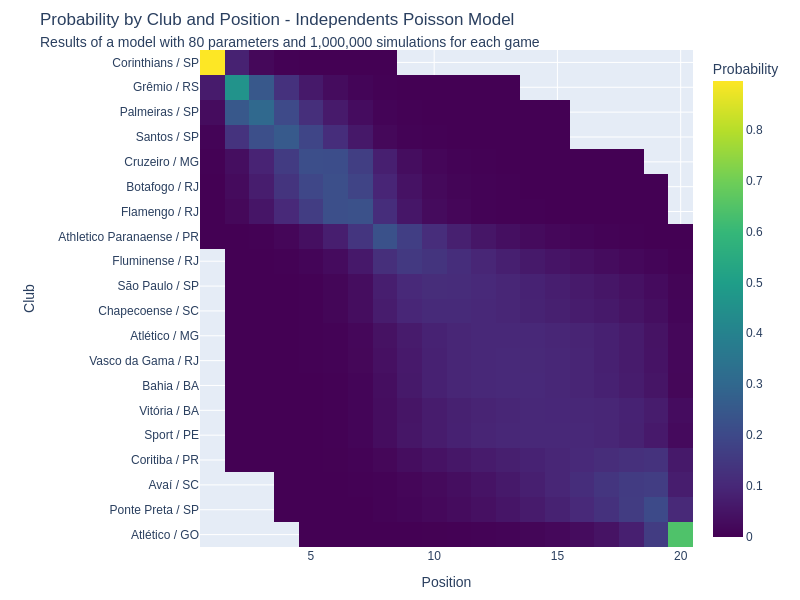 Probability by Club and Position - Independents Poisson Model
Results of a model with 80 parameters and 1,000,000 simulations for each game
Probability
Corinthians / SP
Grêmio / RS
Palmeiras / SP
Santos / SP
Cruzeiro / MG
Botafogo / RJ
Flamengo / RJ
Athletico Paranaense / PR
Fluminense / RJ
São Paulo / SP
Chapecoense / SC
Atlético / MG
Vasco da Gama / RJ
Bahia / BA
Vitória / BA
Sport / PE
Coritiba / PR
Avaí / SC
Ponte Preta / SP
Atlético / GO
Club
5
10
15
20
Position
0.8
0.7
0.6
0.5
0.4
0.3
0.2
0.1
0